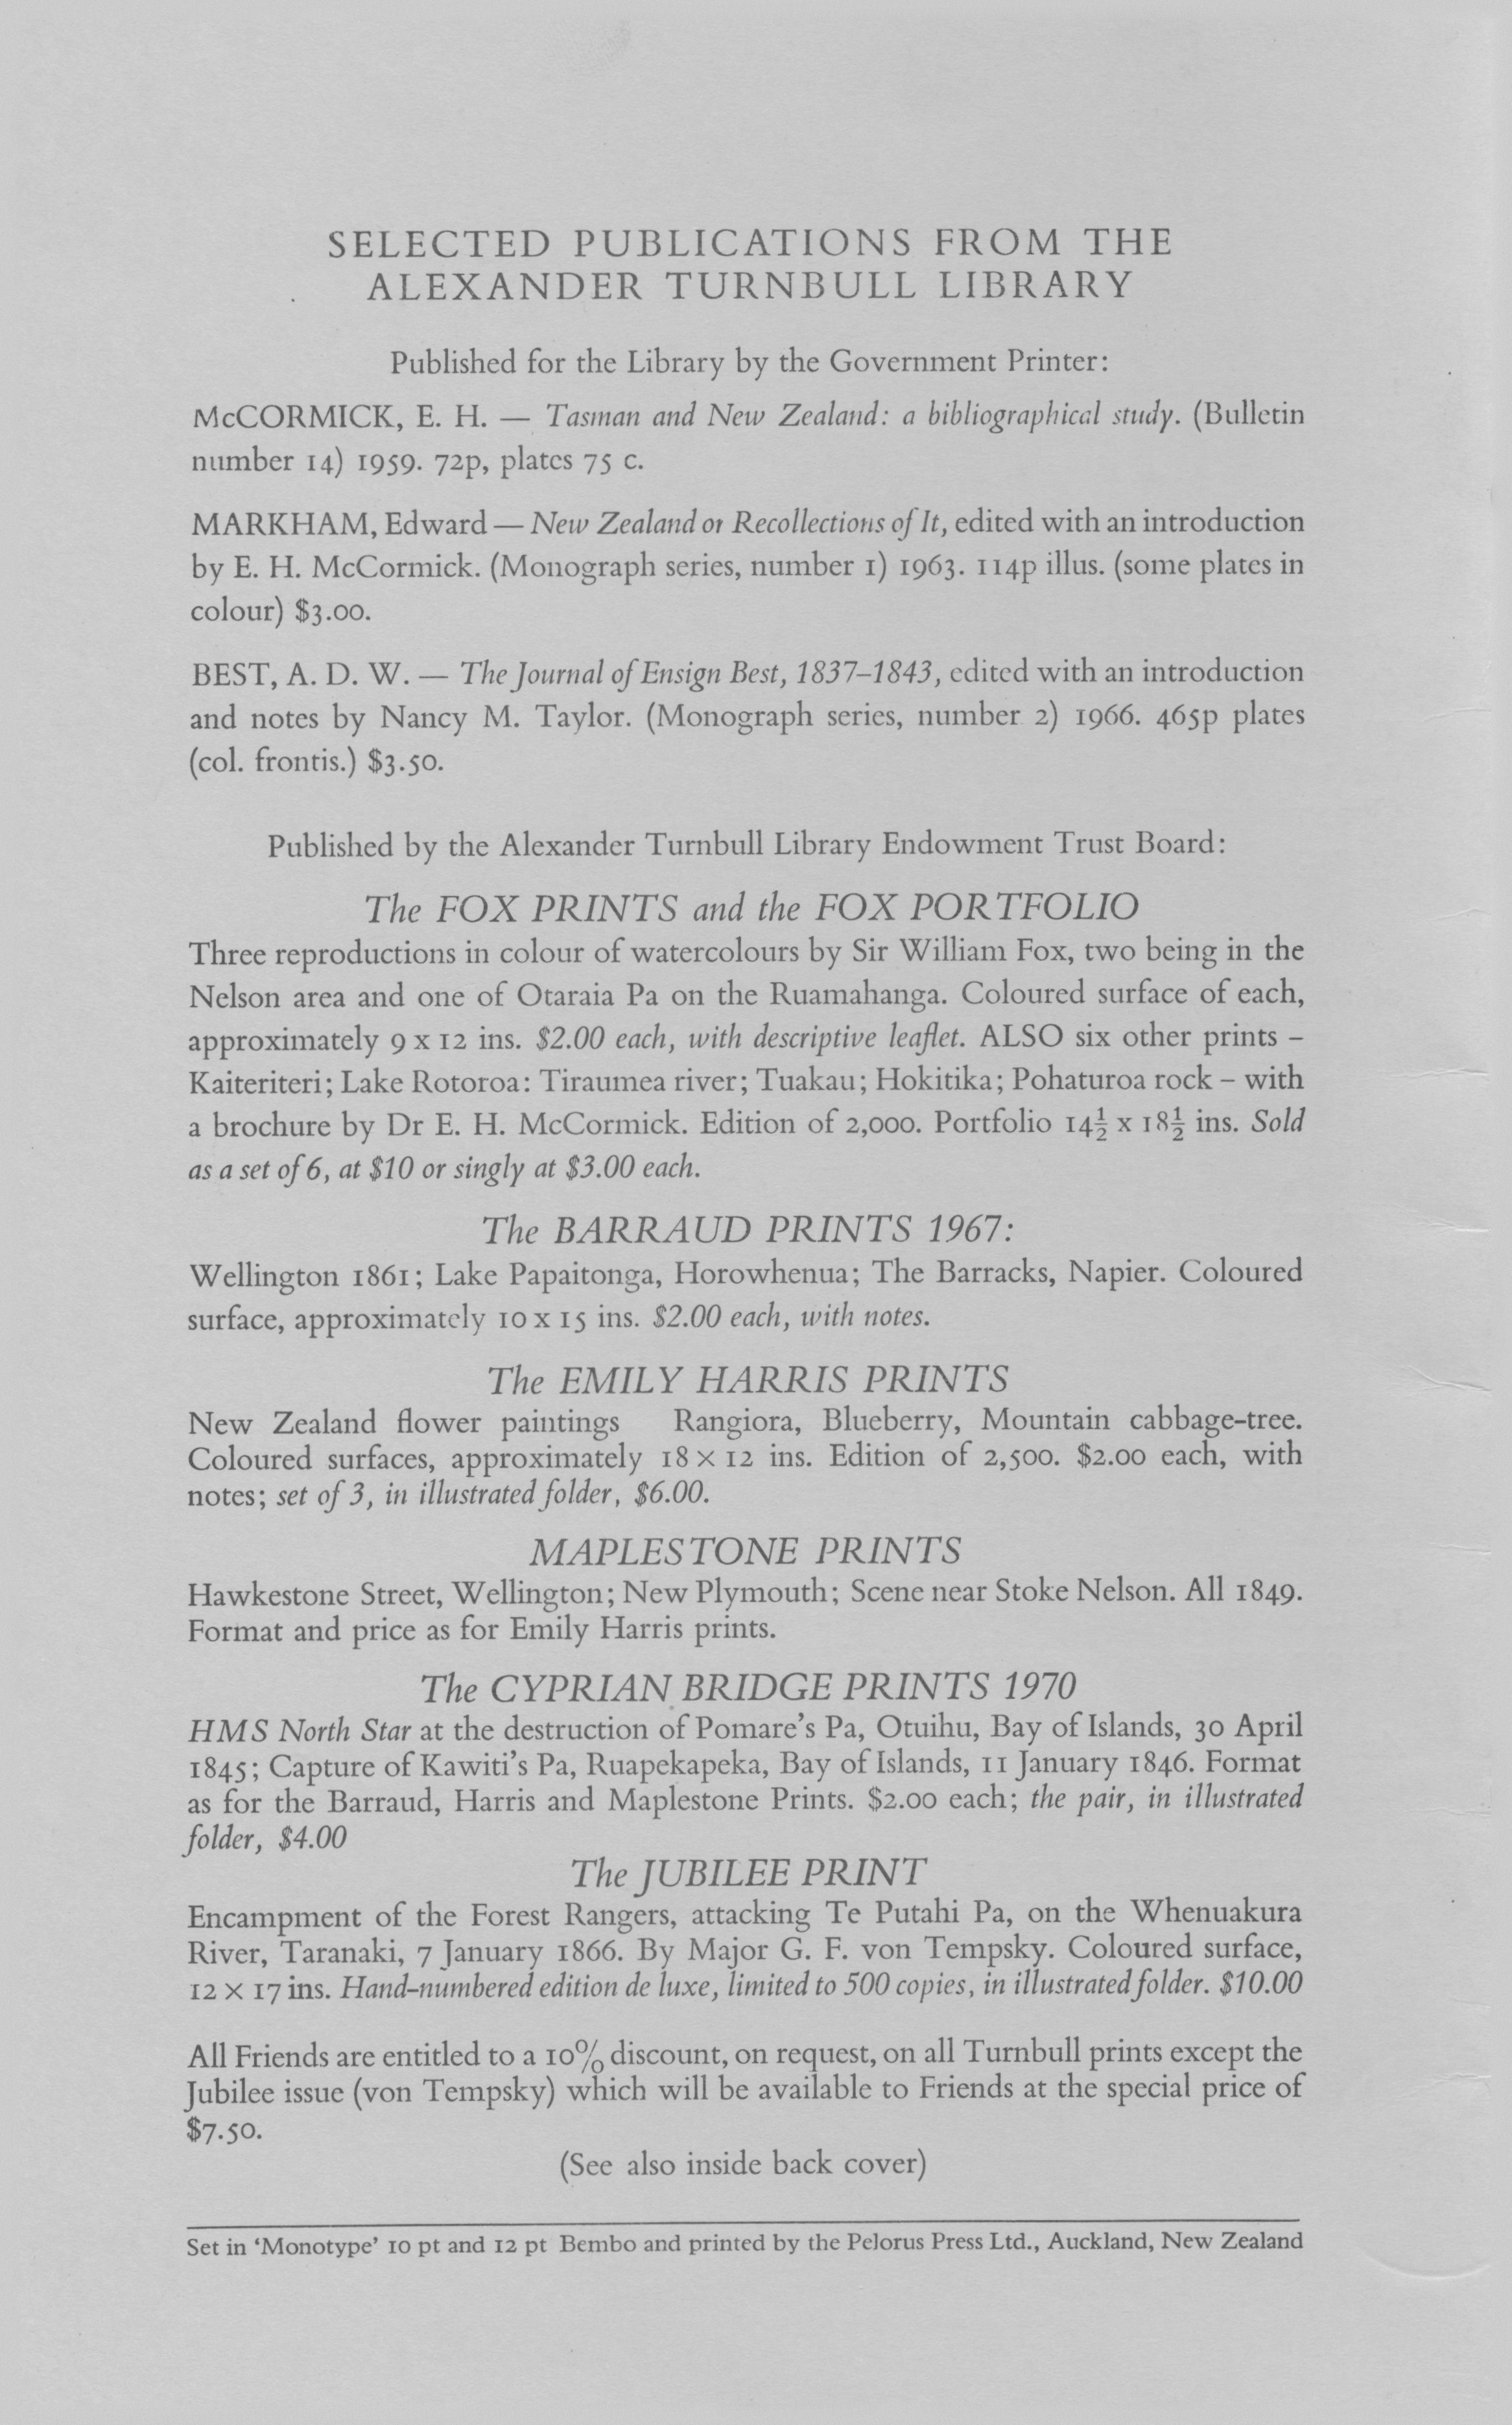 SELECTED PUBLICATIONS FROM THE
ALEXANDER TURNBULL LIBRARY
Published for the Library by the Government Printer:
McCORMICK, E. H. — Tasman and New Zealand: a bibliographical study. (Bulletin
number 14) 1959. 72p, plates 75 c.
MARKHAM, Edward — New Zealand or Recollections of It, edited with an introduction
by E. H. McCormick. (Monograph series, number 1) 1963. 114p illus. (some plates in
colour) $3.00.
BEST, A. D. W. — The Journal of Ensign Best, 1837–1843, edited with an introduction
and notes by Nancy M. Taylor. (Monograph series, number 2) 1966. 465p plates
(col. frontis.) $3.50.
Published by the Alexander Turnbull Library Endowment Trust Board:
The FOX PRINTS and the FOX PORTFOLIO
Three reproductions in colour of watercolours by Sir William Fox, two being in the
Nelson area and one of Otaraia Pa on the Ruamahanga. Coloured surface of each,
approximately 9 x 12 ins. $2.00 each, with descriptive leaflet. ALSO six other prints –
Kaiteriteri; Lake Rotoroa: Tiraumea river; Tuakau; Hokitika; Pohaturoa rock – with
a brochure by Dr E. H. McCormick. Edition of 2,000. Portfolio 14½ x 18½ ins. Sold
as a set of 6, at $10 or singly at $3.00 each.
The BARRAUD PRINTS 1967:
Wellington 1861; Lake Papaitonga, Horowhenua; The Barracks, Napier. Coloured
surface, approximately 10 x 15 ins. $2.00 each, with notes.
The EMILY HARRIS PRINTS
New Zealand flower paintings Rangiora, Blueberry, Mountain cabbage-tree.
Coloured surfaces, approximately 18 × 12 ins. Edition of 2,500. $2.00 each, with
notes; set of 3, in illustrated folder, $6.00.
MAPLESTONE PRINTS
Hawkestone Street, Wellington; New Plymouth; Scene near Stoke Nelson. All 1849.
Format and price as for Emily Harris prints.
The CYPRIAN BRIDGE PRINTS 1970
HMS North Star at the destruction of Pomare's Pa, Otuihu, Bay of Islands, 30 April
1845; Capture of Kawiti's Pa, Ruapekapeka, Bay of Islands, 11 January 1846. Format
as for the Barraud, Harris and Maplestone Prints. $2.00 each; the pair, in illustrated
folder, $4.00
The JUBILEE PRINT
Encampment of the Forest Rangers, attacking Te Putahi Pa, on the Whenuakura
River, Taranaki, 7 January 1866. By Major G. F. von Tempsky. Coloured surface,
12 × 17 ins. Hand-numbered edition de luxe, limited to 500 copies, in illustrated folder. $10.00
All Friends are entitled to a 10% discount, on request, on all Turnbull prints except the
Jubilee issue (von Tempsky) which will be available to Friends at the special price of
$7.50.
(See also inside back cover)
Set in 'Monotype' 10 pt and 12 pt Bembo and printed by the Pelorus Press Ltd., Auckland, New Zealand